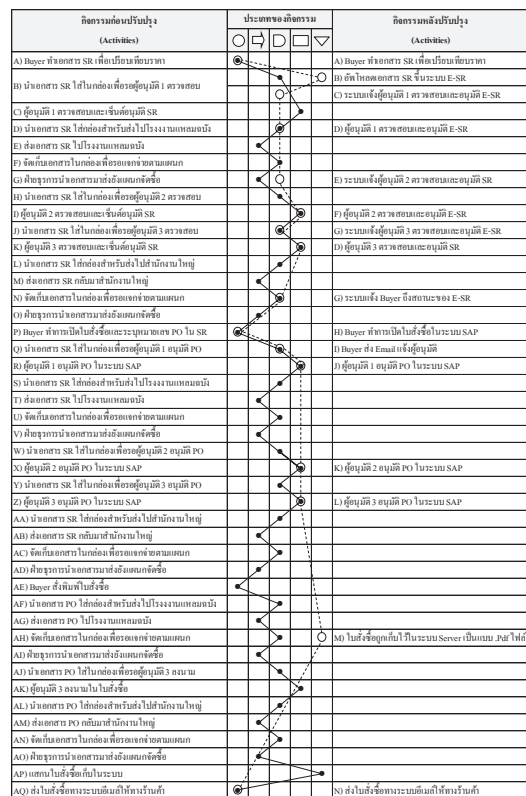 กิจกรรมก่อนปรับปรุง ประเภทของกิจกรรม กิจกรรมหลังปรับปรุง
(Activities) (Activities)
A) Buyer ทำเอกสาร SR เพื่อเปรียบเทียบราคา A) Buyer ทำเอกสาร SR เพื่อเปรียบเทียบราคา
B) นำเอกสาร SR ใส่ในกล่องเพื่อรอผู้อนุมัติ 1 ตรวจสอบ B) อัพโหลดเอกสาร SR ขึ้นระบบ E-SR
C) ระบบแจ้งผู้อนุมัติ 1 ตรวจสอบและอนุมัติ E-SR
C) ผู้อนุมัติ 1 ตรวจสอบและเซ็นต์อนุมัติ SR
D) นำเอกสาร SR ใส่กล่องสำหรับส่งไปโรงงานแหลมฉบัง D) ผู้อนุมัติ 1 ตรวจสอบและอนุมัติ E-SR
E) ส่งเอกสาร SR ไปโรงงานแหลมฉบัง
F) จัดเก็บเอกสารในกล่องเพื่อรอแจกจ่ายตามแผนก
G) ฝ่ายธุรการนำเอกสารมาส่งยังแผนกจัดซื้อ E) ระบบแจ้งผู้อนุมัติ 2 ตรวจสอบและอนุมัติ SR
H) นำเอกสาร SR ใส่ในกล่องเพื่อรอผู้อนุมัติ 2 ตรวจสอบ
I) ผู้อนุมัติ 2 ตรวจสอบและเซ็นต์อนุมัติ SR F) ผู้อนุมัติ 2 ตรวจสอบและอนุมัติ E-SR
J) นำเอกสาร SR ใส่ในกล่องเพื่อรอผู้อนุมัติ 3 ตรวจสอบ G) ระบบแจ้งผู้อนุมัติ 3 ตรวจสอบและอนุมัติ E-SR
K) ผู้อนุมัติ 3 ตรวจสอบและเซ็นต์อนุมัติ SR D) ผู้อนุมัติ 3 ตรวจสอบและอนุมัติ SR
L) นำเอกสาร SR ใส่กล่องสำหรับส่งไปสำนักงานใหญ่
M) ส่งเอกสาร SR กลับมาสำนักงานใหญ่
N) จัดเก็บเอกสารในกล่องเพื่อรอแจกจ่ายตามแผนก G) ระบบแจ้ง Buyer ถึงสถานะของ E-SR
O) ฝ่ายธุรการนำเอกสารมาส่งยังแผนกจัดซื้อ
P) Buyer ทำการเปิดใบสั่งซื้อและระบุหมายเลข PO ใน SR H) Buyer ทำการเปิดใบสั่งซื้อในระบบ SAP
Q) นำเอกสาร SR ใส่ในกล่องเพื่อรอผู้อนุมัติ 1 อนุมัติ PO I) Buyer ส่ง Email แจ้งผู้อนุมัติ
R) ผู้อนุมัติ 1 อนุมัติ PO ในระบบ SAP J) ผู้อนุมัติ 1 อนุมัติ PO ในระบบ SAP
S) นำเอกสาร SR ใส่กล่องสำหรับส่งไปโรงงานแหลมฉบัง
T) ส่งเอกสาร SR ไปโรงงานแหลมฉบัง
U) จัดเก็บเอกสารในกล่องเพื่อรอแจกจ่ายตามแผนก
V) ฝ่ายธุรการนำเอกสารมาส่งยังแผนกจัดซื้อ
W) นำเอกสาร SR ใส่ในกล่องเพื่อรอผู้อนุมัติ 2 อนุมัติ PO
X) ผู้อนุมัติ 2 อนุมัติ PO ในระบบ SAP K) ผู้อนุมัติ 2 อนุมัติ PO ในระบบ SAP
Y) นำเอกสาร SR ใส่ในกล่องเพื่อรอผู้อนุมัติ 3 อนุมัติ PO
Z) ผู้อนุมัติ 3 อนุมัติ PO ในระบบ SAP L) ผู้อนุมัติ 3 อนุมัติ PO ในระบบ SAP
AA) นำเอกสาร SR ใส่กล่องสำหรับส่งไปสำนักงานใหญ่
AB) ส่งเอกสาร SR กลับมาสำนักงานใหญ่
AC) จัดเก็บเอกสารในกล่องเพื่อรอแจกจ่ายตามแผนก
AD) ฝ่ายธุรการนำเอกสารมาส่งยังแผนกจัดซื้อ
AE) Buyer สั่งพิมพ์ใบสั่งซื้อ
AF) นำเอกสาร PO ใส่กล่องสำหรับส่งไปโรงงานแหลมฉบัง
AG) ส่งเอกสาร PO ไปโรงงานแหลมฉบัง
AH) จัดเก็บเอกสารในกล่องเพื่อรอแจกจ่ายตามแผนก M) ใบสั่งซื้อถูกเก็บไว้ในระบบ Server เป็นแบบ .Pdf ไฟล์
AI) ฝ่ายธุรการนำเอกสารมาส่งยังแผนกจัดซื้อ
AJ) นำเอกสาร PO ใส่ในกล่องเพื่อรอผู้อนุมัติ3 ลงนาม
AK) ผู้อนุมัติ 3 ลงนามในใบสั่งซื้อ
AL) นำเอกสาร PO ใส่กล่องสำหรับส่งไปสำนักงานใหญ่
AM) ส่งเอกสาร PO กลับมาสำนักงานใหญ่
AN) จัดเก็บเอกสารในกล่องเพื่อรอแจกจ่ายตามแผนก
AO) ฝ่ายธุรการนำเอกสารมาส่งยังแผนกจัดซื้อ
AP) แสกนใบสั่งซื้อเก็บในระบบ
AQ) ส่งใบสั่งซื้อทางระบบอีเมล์ให้ทางร้านค้า N) ส่งใบสั่งซื้อทางระบบอีเมล์ให้ทางร้านค้า